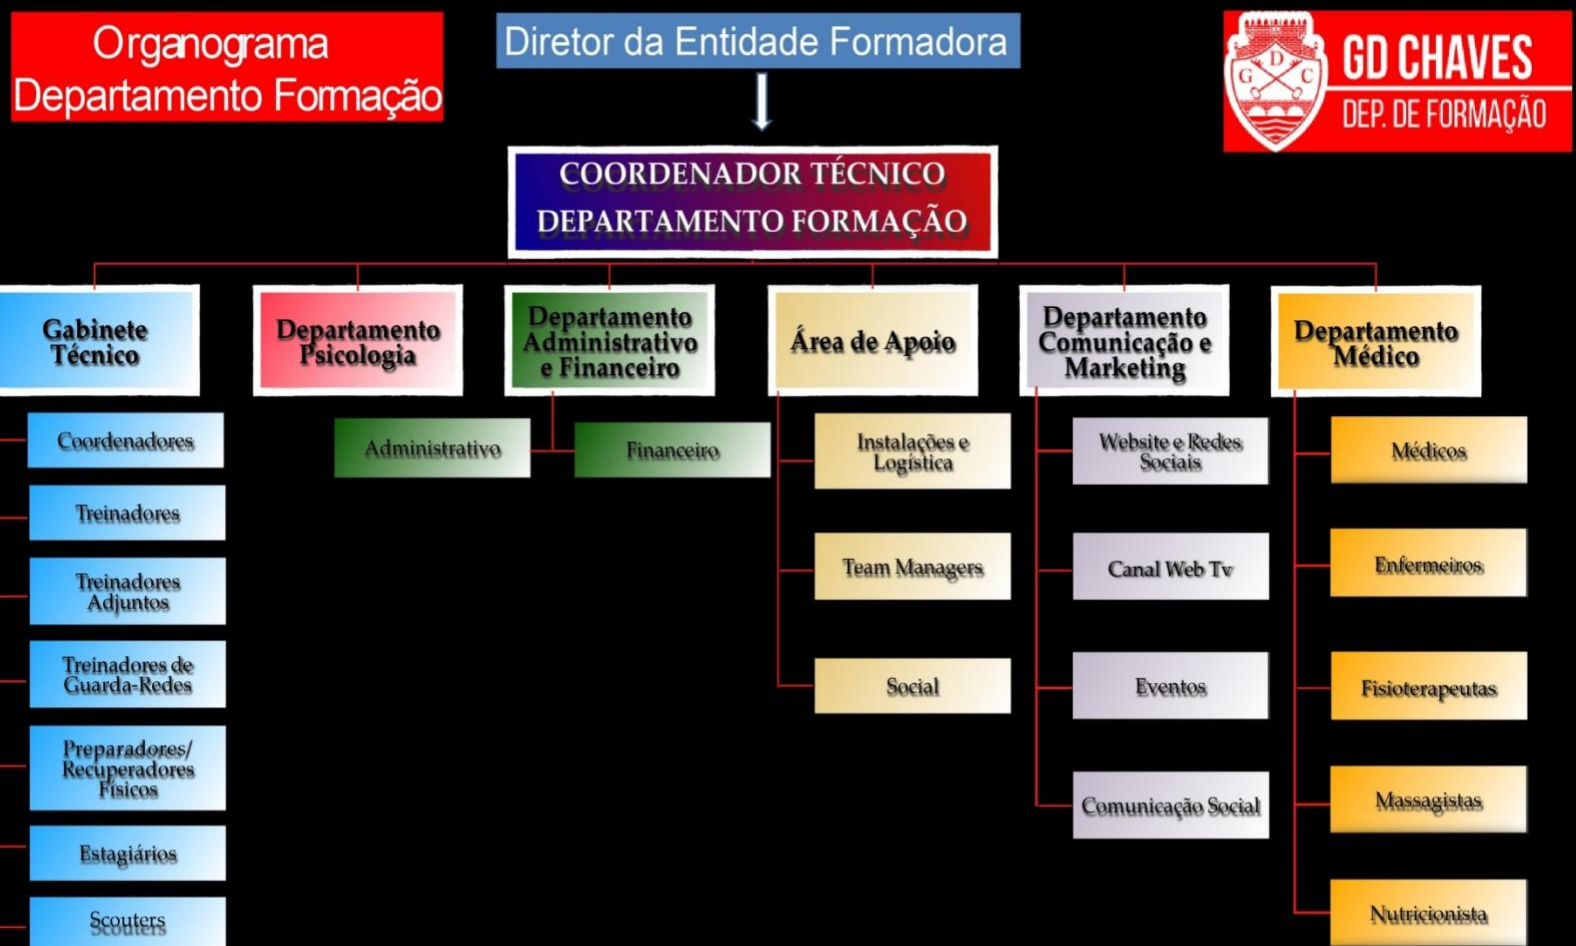 Organograma
Departamento Formação
Diretor da Entidade Formadora
G D C
GD CHAVES
DEP. DE FORMAÇÃO
COORDENADOR TÉCNICO
DEPARTAMENTO FORMAÇÃO
Gabinete
Técnico
Departamento
Psicologia
Departamento
Administrativo
e Financeiro
Área de Apoio
Departamento
Comunicação e
Marketing
Departamento
Médico
Coordenadores
Treinadores
Treinadores
Adjuntos
Treinadores de
Guarda-Redes
Preparadores/
Recuperadores
Físicos
Estagiários
Scouters
Administrativo
Financeiro
Instalações e
Logística
Team Managers
Social
Website e Redes
Sociais
Canal Web Tv
Eventos
Comunicação Social
Médicos
Enfermeiros
Fisioterapeutas
Massagistas
Nutricionista